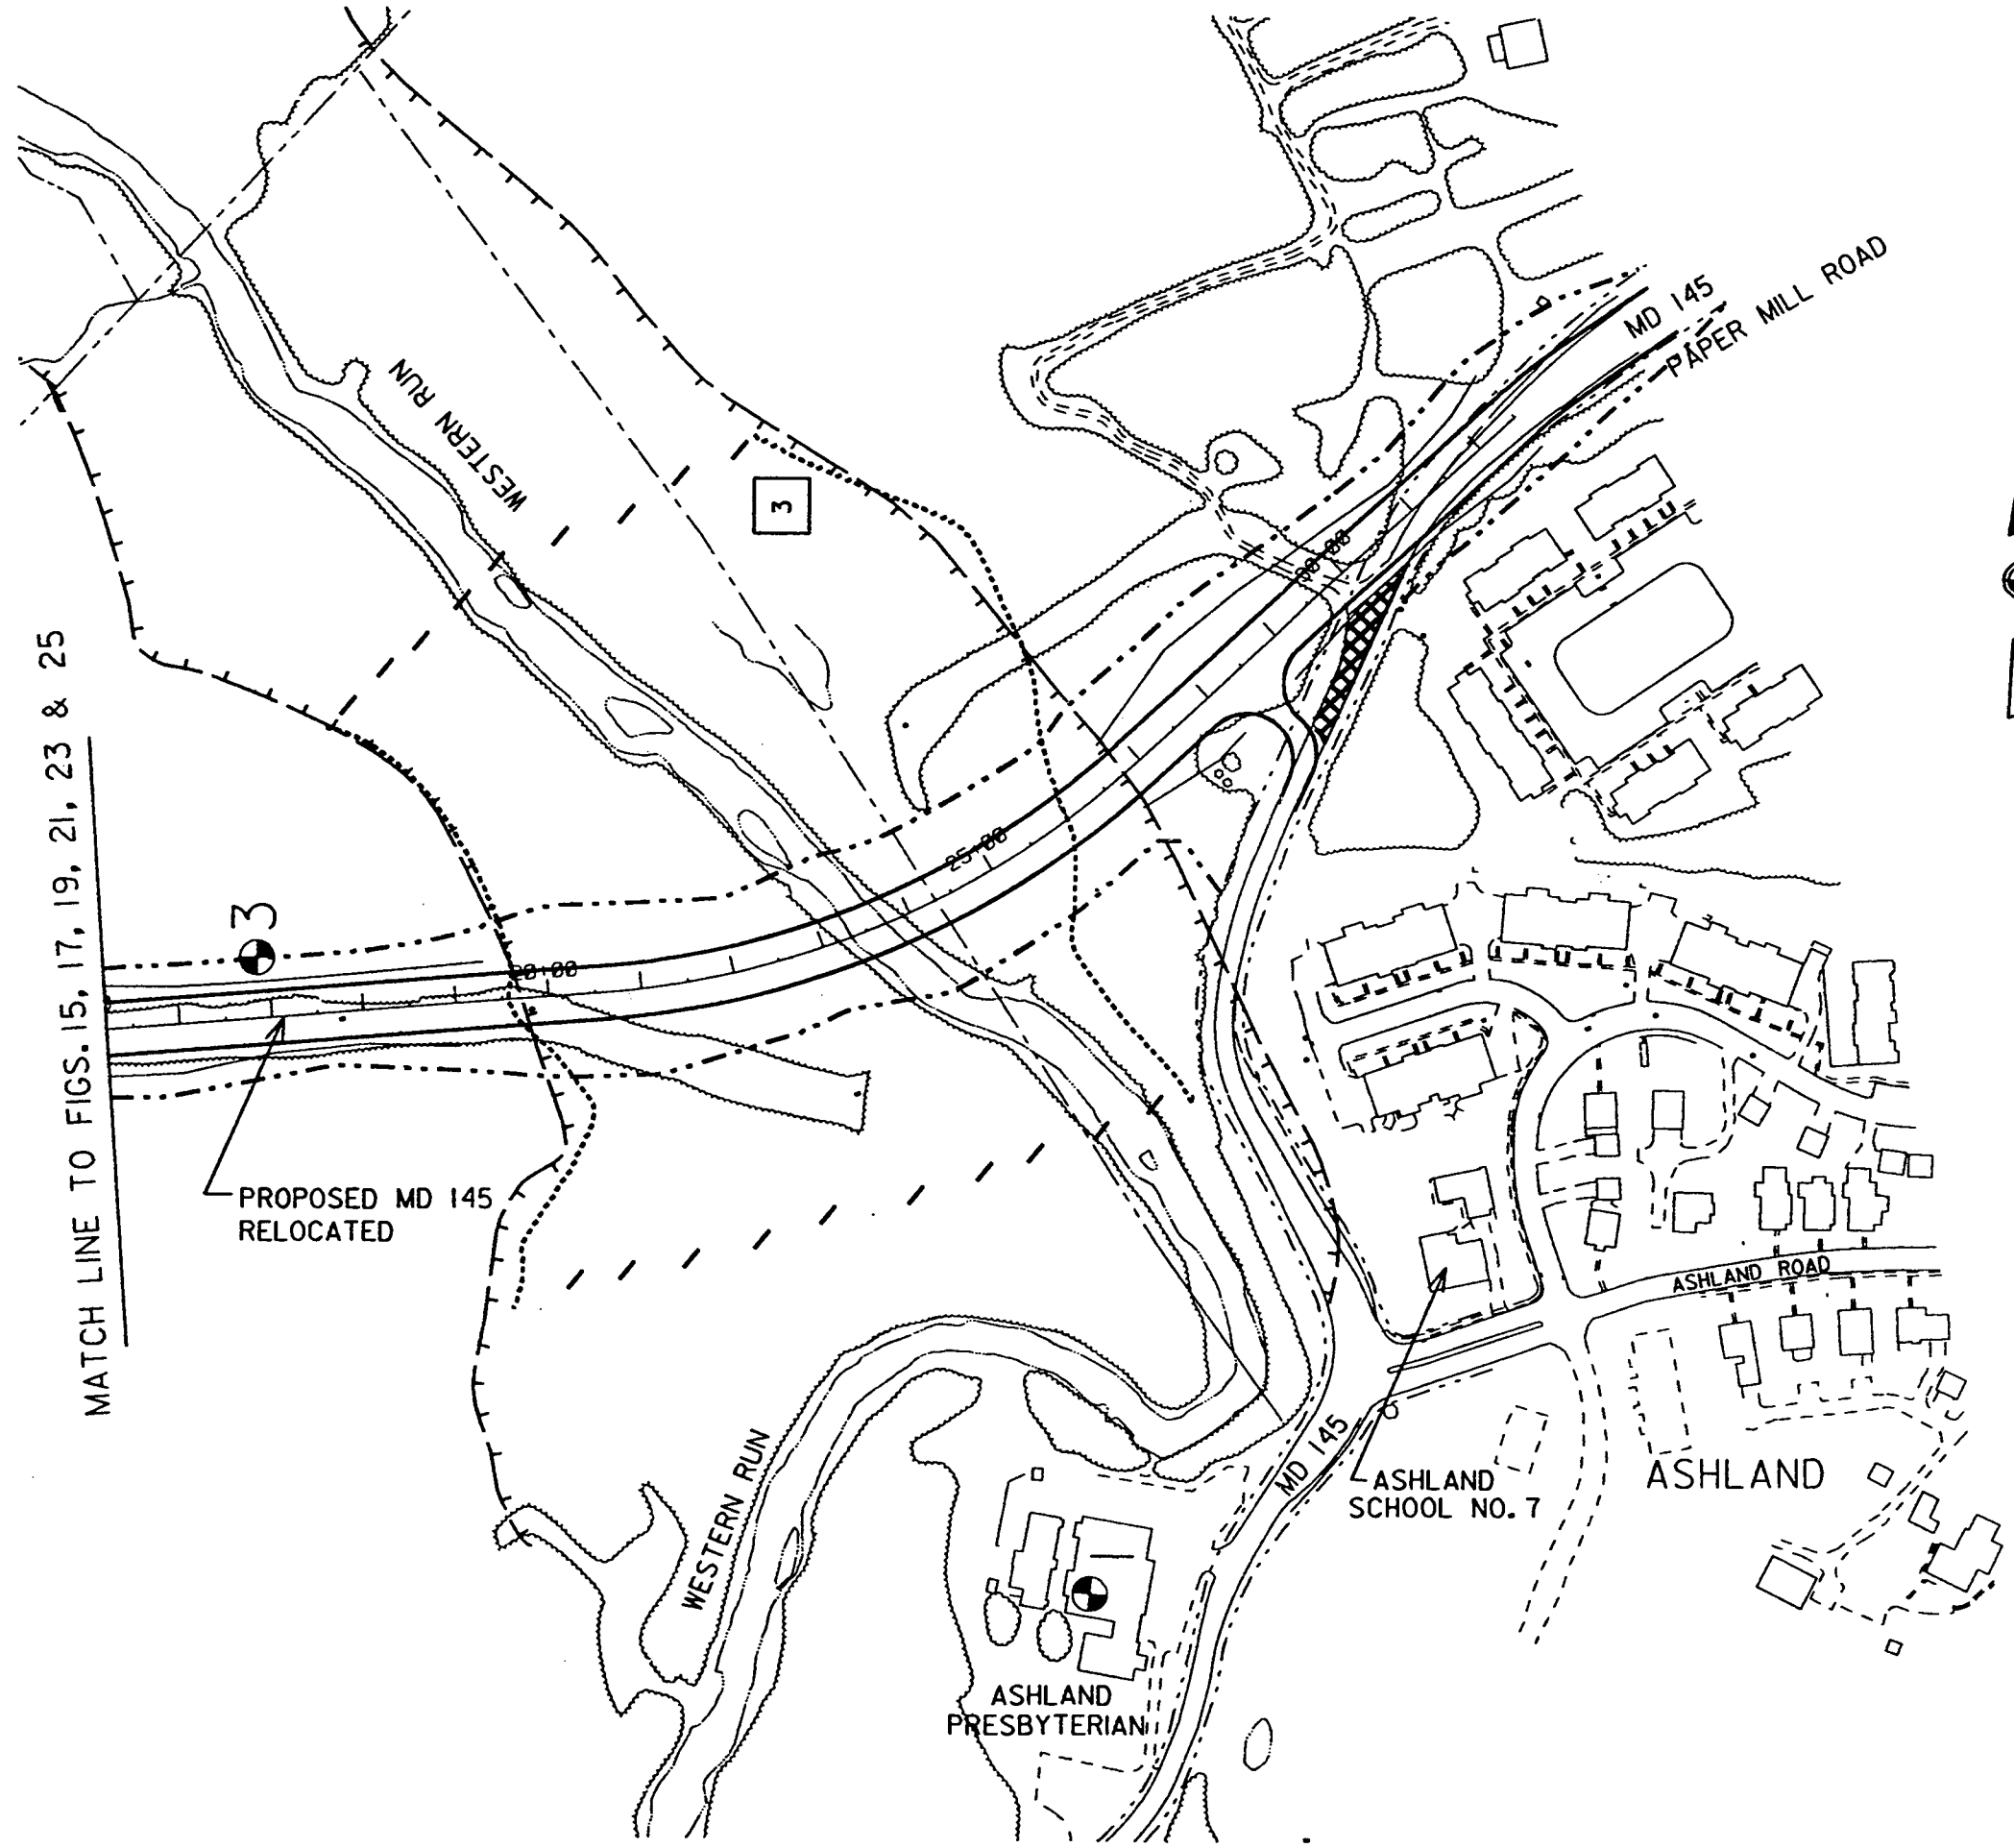 MD 145
PAPER MILL ROAD
WESTERN RUN
3
30+00
MATCH LINE TO FIGS. 15, 17, 19, 21, 23 & 25
25+00
3
20+00
PROPOSED MD 145
RELOCATED
ASHLAND ROAD
WESTERN RUN
MD 145
ASHLAND
SCHOOL NO. 7
ASHLAND
ASHLAND
PRESBYTERIAN